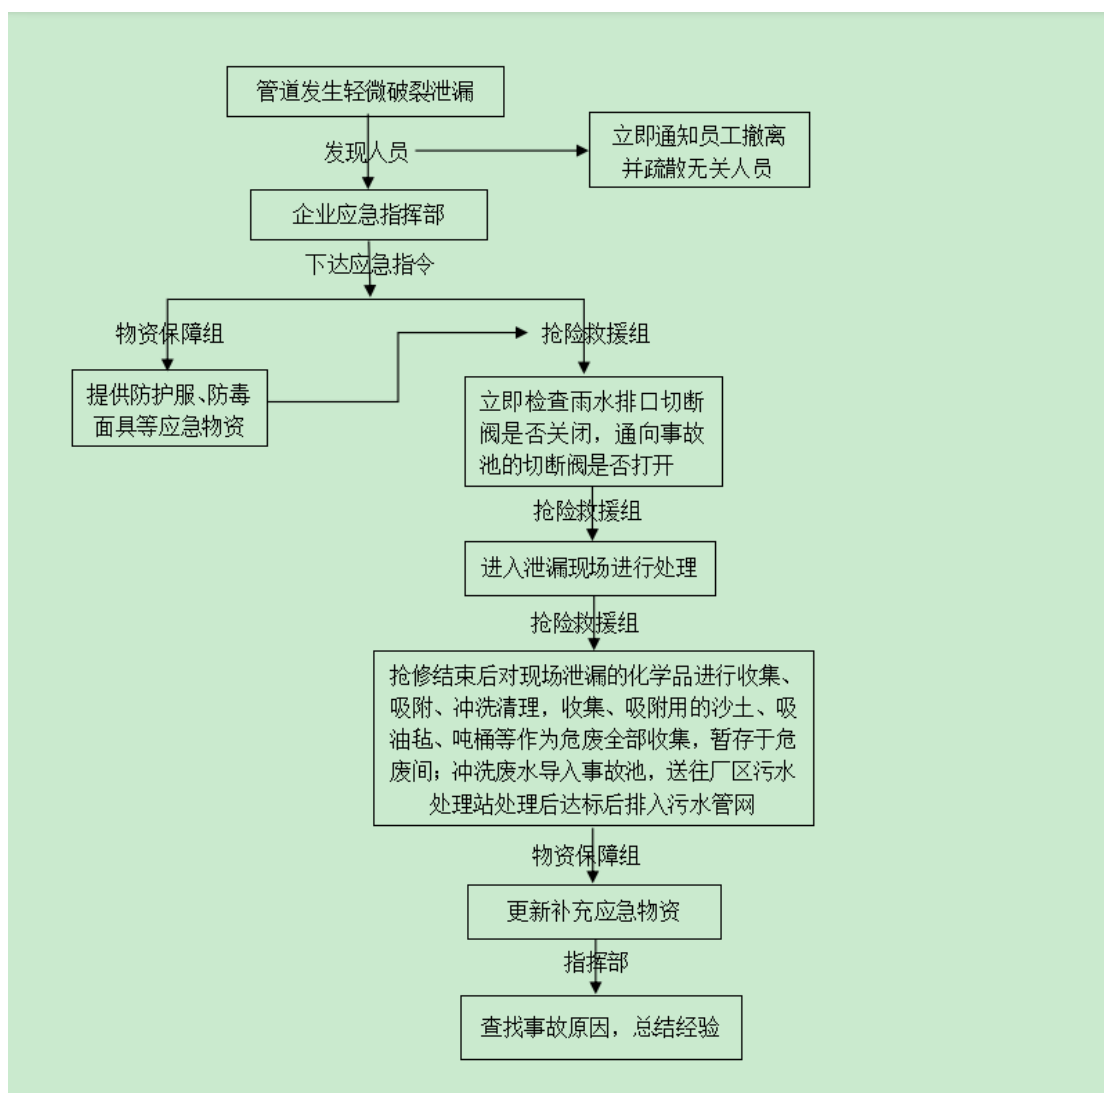 管道发生轻微破裂泄漏
发现人员
立即通知员工撤离
并疏散无关人员
企业应急指挥部
下达应急指令
物资保障组
抢险救援组
提供防护服、防毒
面具等应急物资
立即检查雨水排口切断
阀是否关闭，通向事故
池的切断阀是否打开
抢险救援组
进入泄漏现场进行处理
抢险救援组
抢修结束后对现场泄漏的化学品进行收集、
吸附、冲洗清理，收集、吸附用的沙土、吸
油毡、吨桶等作为危废全部收集，暂存于危
废间；冲洗废水导入事故池，送往厂区污水
处理站处理后达标后排入污水管网
物资保障组
更新补充应急物资
指挥部
查找事故原因，总结经验